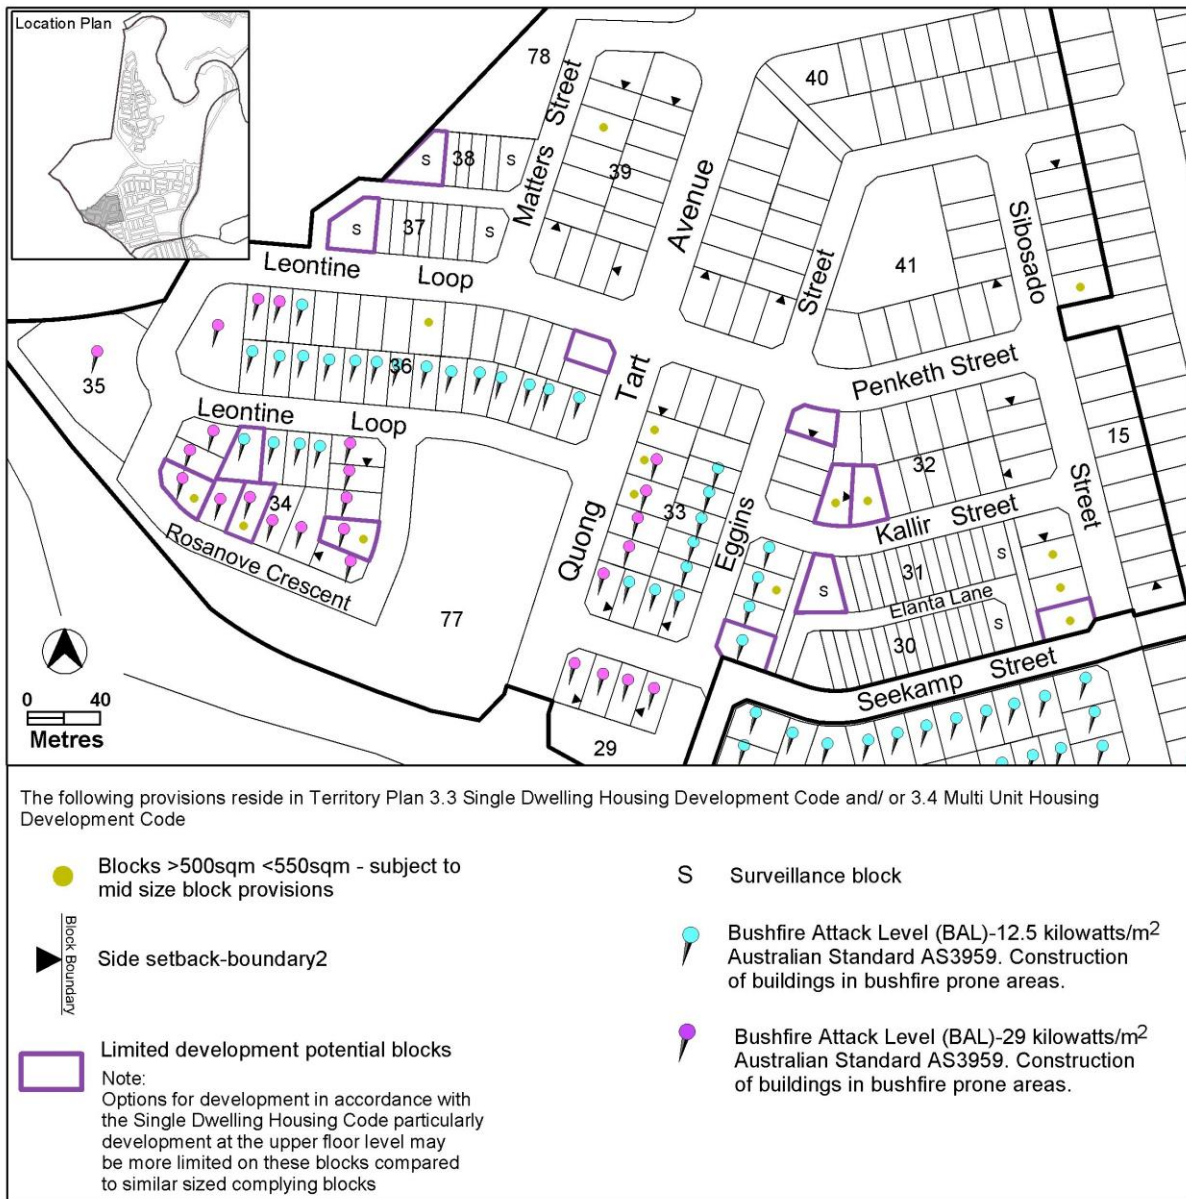 Location Plan
78
40
Matters Street
38
S
S
39
37
S
S
Avenue
Leontine Loop
Street
41
Sibosado
36
35
Tart
Penketh Street
Leontine
Loop
15
32
34
33
Kallir Street
Street
Rosanove Crescent
Quong
Eggins
S
31
S
Elanta Lane
77
30
S
Seekamp Street
29
0 40
Metres
The following provisions reside in Territory Plan 3.3 Single Dwelling Housing Development Code and/ or 3.4 Multi Unit Housing
Development Code
Blocks >500sqm <550sqm - subject to
mid size block provisions
Block Boundary
Side setback-boundary2
Limited development potential blocks
Note:
Options for development in accordance with
the Single Dwelling Housing Code particularly
development at the upper floor level may
be more limited on these blocks compared
to similar sized complying blocks
S Surveillance block
Bushfire Attack Level (BAL)-12.5 kilowatts/m2
Australian Standard AS3959. Construction
of buildings in bushfire prone areas.
Bushfire Attack Level (BAL)-29 kilowatts/m2
Australian Standard AS3959. Construction
of buildings in bushfire prone areas.